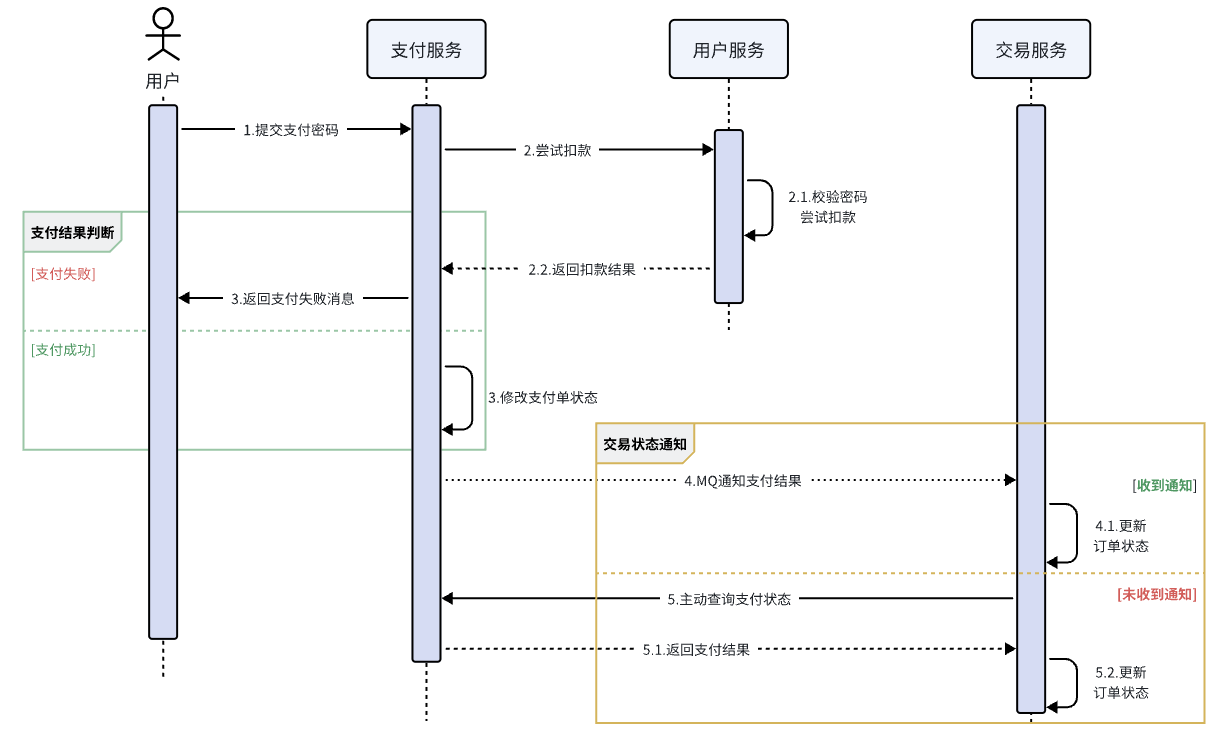 用户
支付服务
用户服务
交易服务
1.提交支付密码
2.尝试扣款
2.1.校验密码
尝试扣款
支付结果判断
[支付失败]
2.2.返回扣款结果
3.返回支付失败消息
[支付成功]
3.修改支付单状态
交易状态通知
4.MQ通知支付结果
[收到通知]
4.1.更新
订单状态
5.主动查询支付状态
[未收到通知]
5.1.返回支付结果
5.2.更新
订单状态